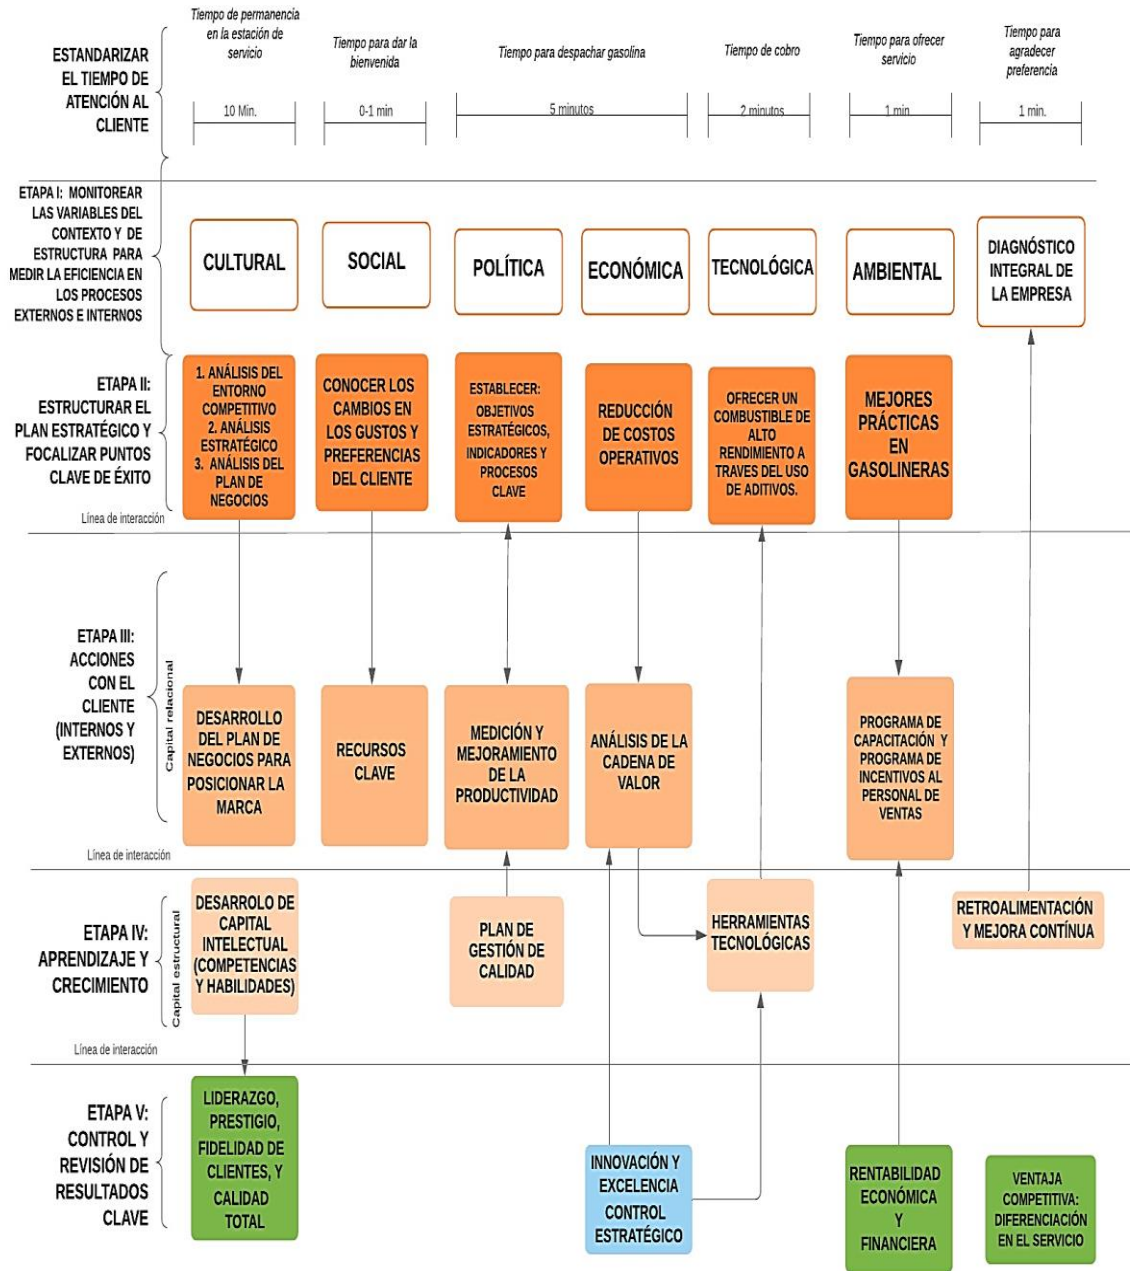 ESTANDARIZAR
EL TIEMPO DE
ATENCIÓN AL
CLIENTE
Tiempo de permanencia
en la estación de
servicio
10 Min.
Tiempo para dar la
bienvenida
0-1 min
Tiempo para despachar gasolina
5 minutos
Tiempo de cobro
2 minutos
Tiempo para ofrecer
servicio
1 min.
Tiempo para
agradecer
preferencia
1 min.
ETAPA I: MONITOREAR
LAS VARIABLES DEL
CONTEXTO Y DE
ESTRUCTURA PARA
MEDIR LA EFICIENCIA EN
LOS PROCESOS
EXTERNOS E INTERNOS
CULTURAL
SOCIAL
POLÍTICA
ECONÓMICA
TECNOLÓGICA
AMBIENTAL
DIAGNÓSTICO
INTEGRAL DE
LA EMPRESA
ETAPA II:
ESTRUCTURAR EL
PLAN ESTRATÉGICO Y
FOCALIZAR PUNTOS
CLAVE DE ÉXITO
1. ANÁLISIS DEL
ENTORNO
COMPETITIVO
2. ANÁLISIS
ESTRATÉGICO
3. ANÁLISIS DEL
PLAN DE
NEGOCIOS
CONOCER LOS
CAMBIOS EN
LOS GUSTOS Y
PREFERENCIAS
DEL CLIENTE
ESTABLECER:
OBJETIVOS
ESTRATÉGICOS,
INDICADORES Y
PROCESOS
CLAVE
REDUCCIÓN
DE COSTOS
OPERATIVOS
OFRECER UN
COMBUSTIBLE DE
ALTO
RENDIMIENTO A
TRAVES DEL USO
DE ADITIVOS.
MEJORES
PRÁCTICAS
EN
GASOLINERAS
Línea de interacción
ETAPA III:
ACCIONES
CON EL
CLIENTE
(INTERNOS Y
EXTERNOS)
Capital relacional
DESARROLLO
DEL PLAN DE
NEGOCIOS PARA
POSICIONAR LA
MARCA
RECURSOS
CLAVE
MEDICIÓN Y
MEJORAMIENTO
DE LA
PRODUCTIVIDAD
ANÁLISIS DE LA
CADENA DE
VALOR
PROGRAMA DE
CAPACITACIÓN Y
PROGRAMA DE
INCENTIVOS AL
PERSONAL DE
VENTAS
Línea de interacción
ETAPA IV:
APRENDIZAJE Y
CRECIMIENTO
Capital estructural
DESARROLO DE
CAPITAL
INTELECTUAL
(COMPETENCIAS
Y HABILIDADES)
PLAN DE
GESTIÓN DE
CALIDAD
HERRAMIENTAS
TECNOLÓGICAS
RETROALIMENTACIÓN
Y MEJORA CONTÍNUA
Línea de interacción
ETAPA V:
CONTROL Y
REVISIÓN DE
RESULTADOS
CLAVE
LIDERAZGO,
PRESTIGIO,
FIDELIDAD DE
CLIENTES, Y
CALIDAD
TOTAL
INNOVACIÓN Y
EXCELENCIA
CONTROL
ESTRATÉGICO
RENTABILIDAD
ECONÓMICA
Y
FINANCIERA
VENTAJA
COMPETITIVA:
DIFERENCIACIÓN
EN EL SERVICIO